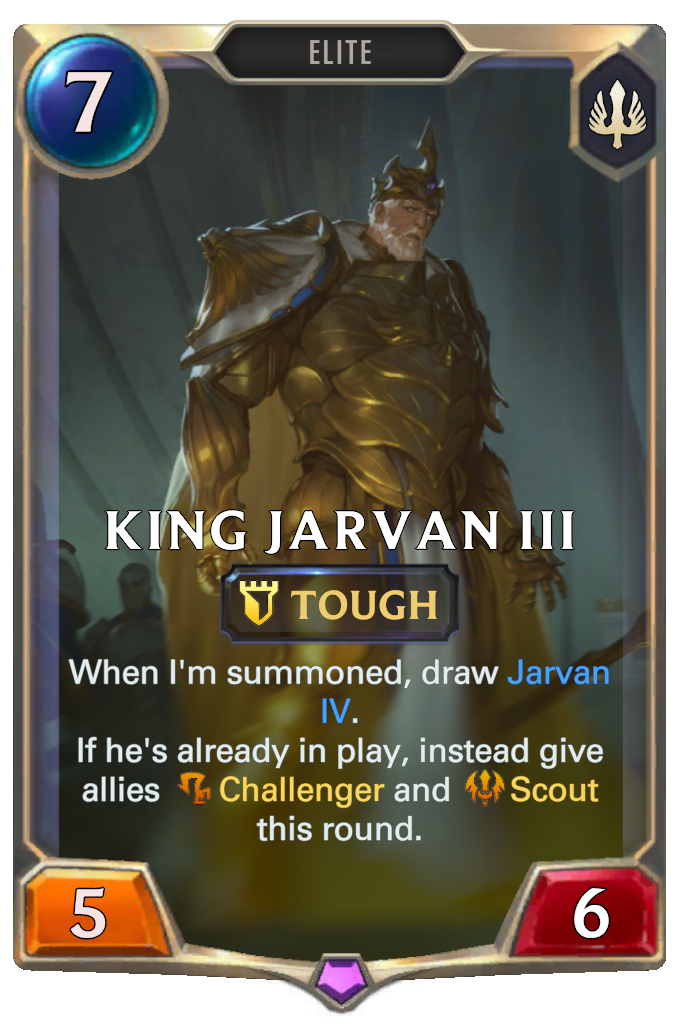 ELITE
7
KING JARVAN III
TOUGH
When I'm summoned, draw Jarvan
IV.
If he's already in play, instead give
allies Challenger and Scout
this round.
5
6